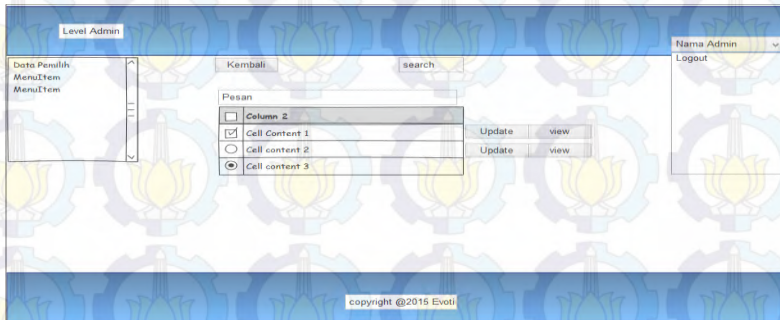 Level Admin
Nama Admin
Logout
Data Pemilih
MenuItem
MenuItem
Kembali
search
Pesan
Column 2
Cell Content 1
Update
view
Cell content 2
Update
view
Cell content 3
copyright @2015 Evoti